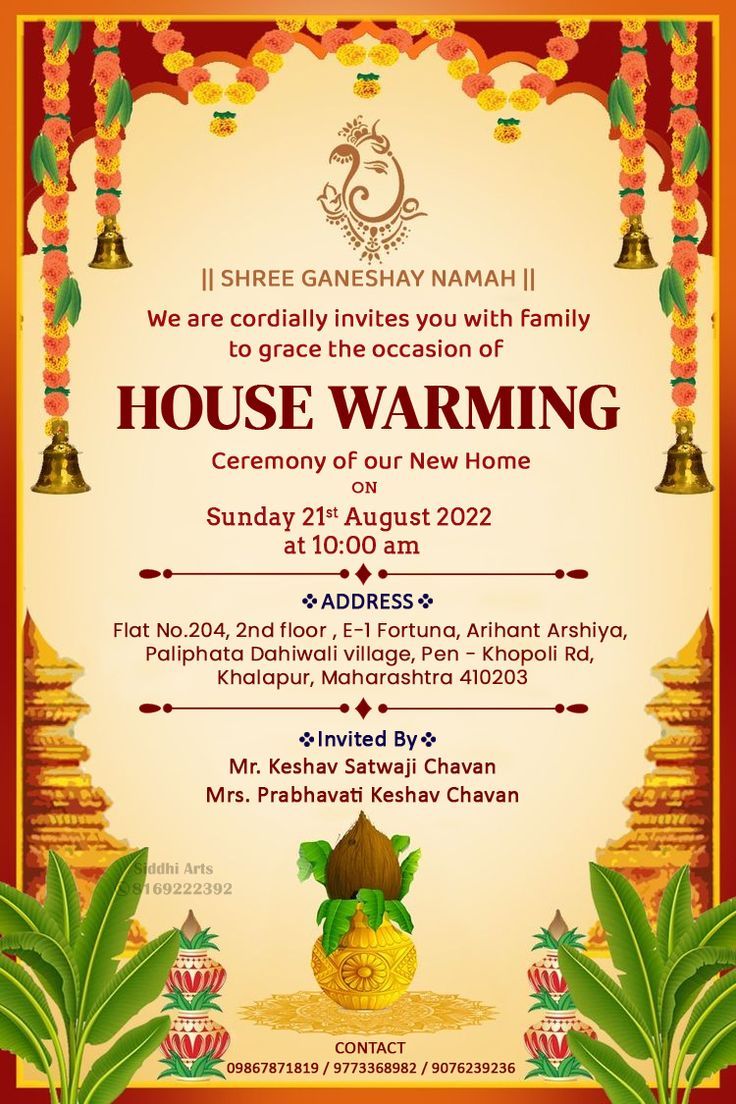 || SHREE GANESHAY NAMAH ||
We are cordially invites you with family
to grace the occasion of
HOUSE WARMING
Ceremony of our New Home
ON
Sunday 21st August 2022
at 10:00 am
ADDRESS
Flat No.204, 2nd floor , E-1 Fortuna, Arihant Arshiya,
Paliphata Dahiwali village, Pen - Khopoli Rd,
Khalapur, Maharashtra 410203
Invited By
Mr. Keshav Satwaji Chavan
Mrs. Prabhavati Keshav Chavan
Siddhi Arts
8169222392
CONTACT
09867871819 / 9773368982 / 9076239236